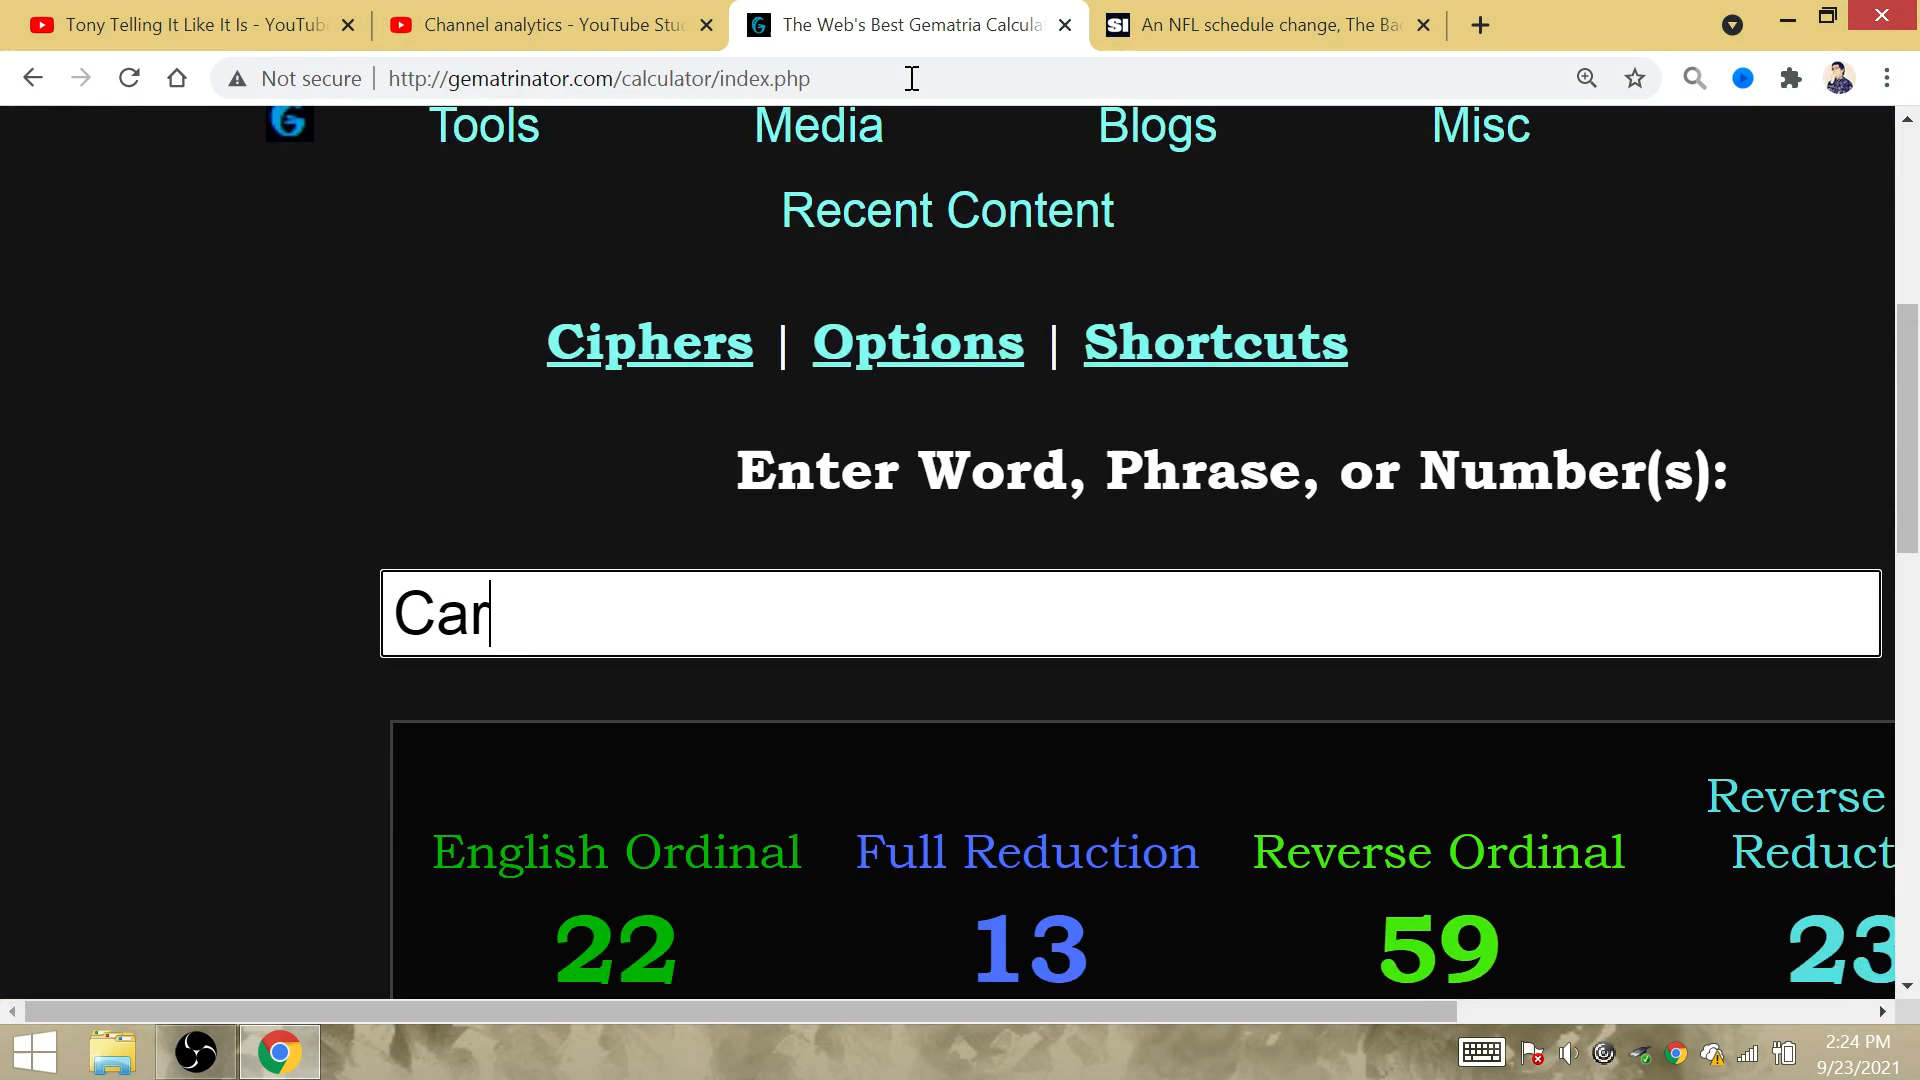 Tony Telling It Like It Is - YouTube
Channel analytics - YouTube Stu
The Web's Best Gematria Calcula
An NFL schedule change, The Ba
Not secure | http://gematrinator.com/calculator/index.php
Tools Media Blogs Misc
Recent Content
Ciphers | Options | Shortcuts
Enter Word, Phrase, or Number(s):
Car
English Ordinal Full Reduction Reverse Ordinal Reverse Reduct
22 13 59 23
2:24 PM
9/23/2021